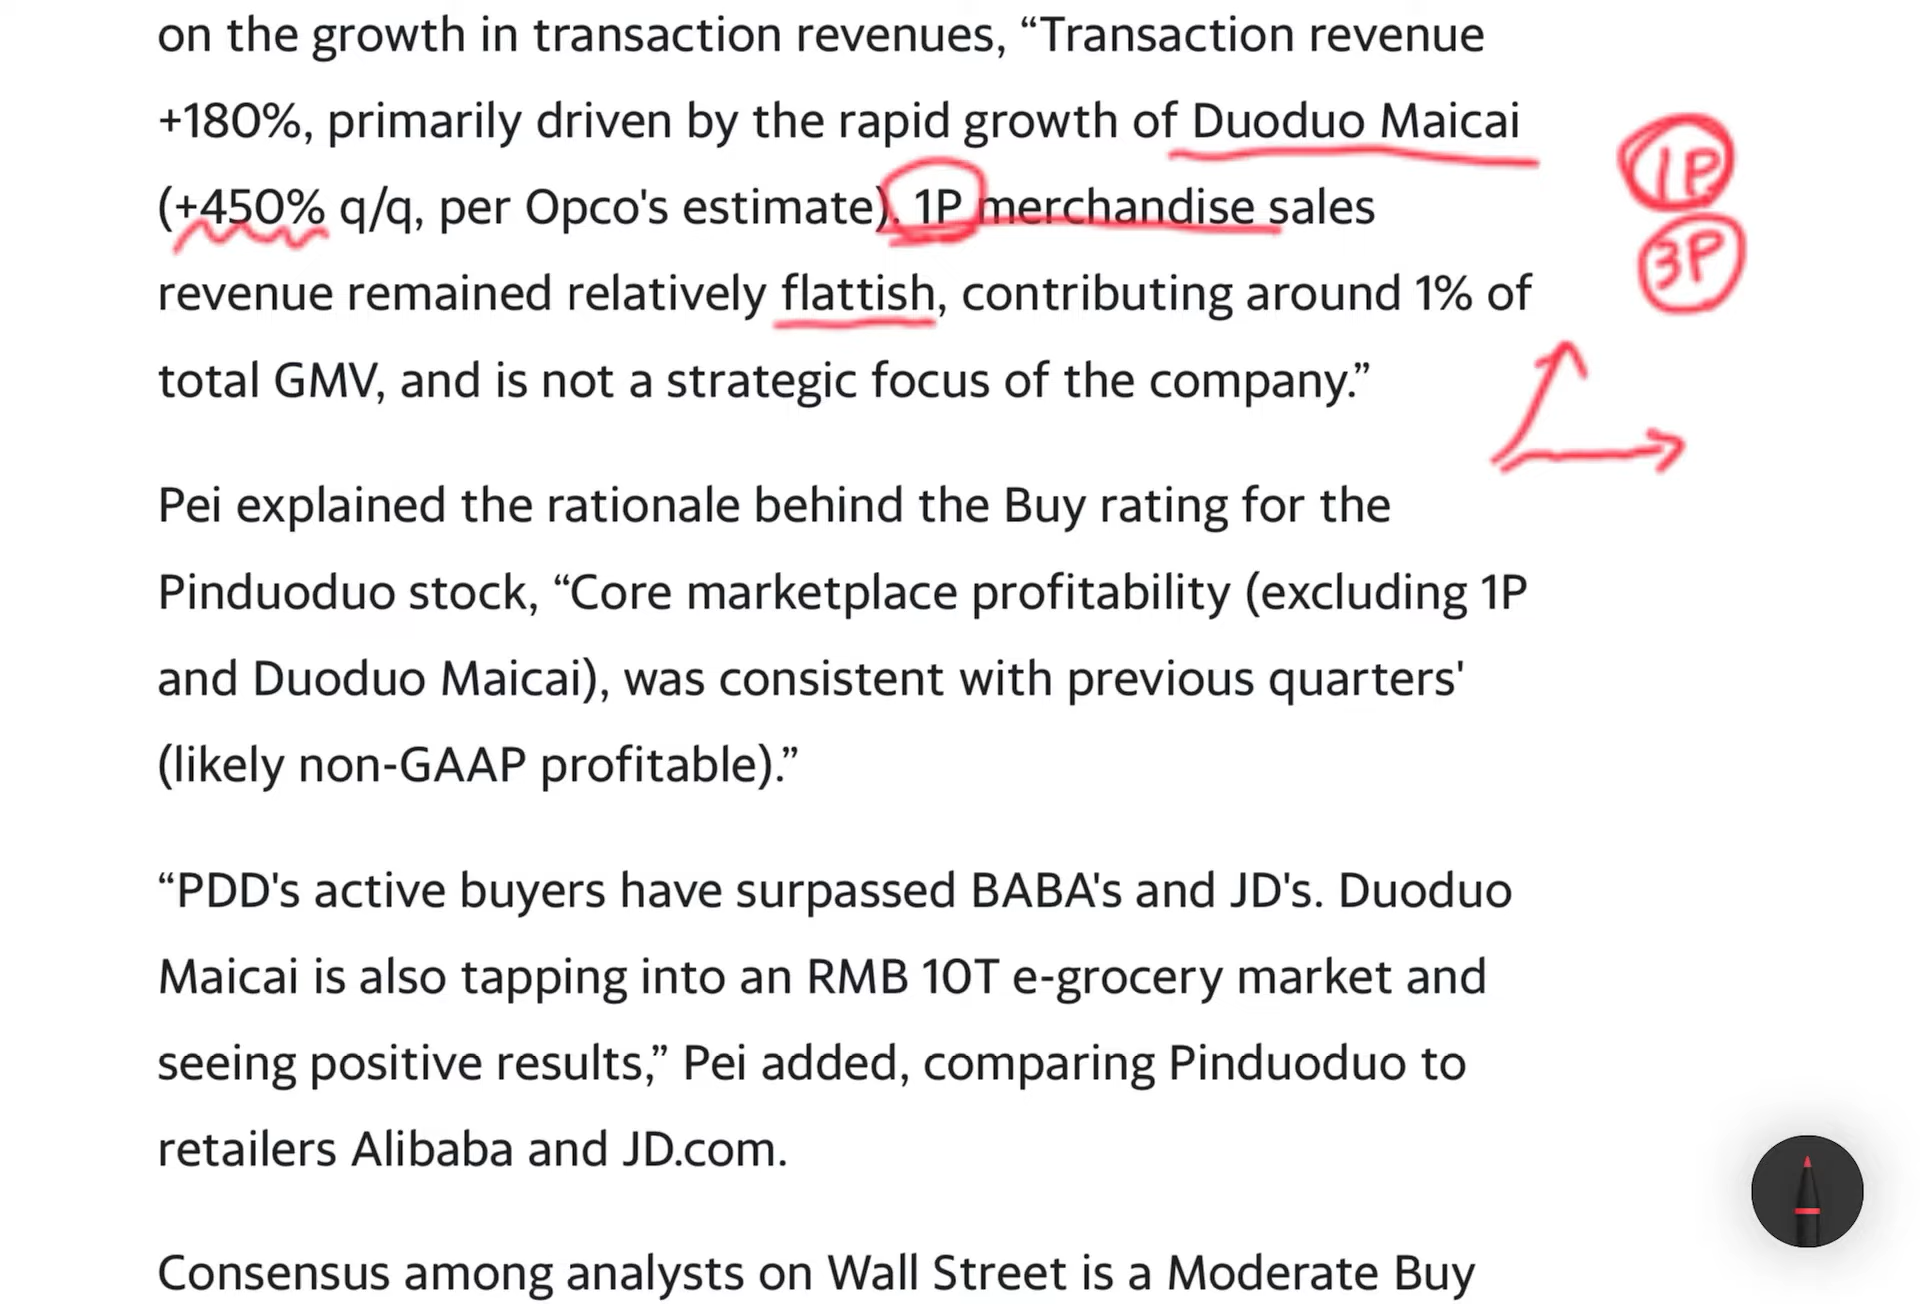 on the growth in transaction revenues, “Transaction revenue
+180%, primarily driven by the rapid growth of Duoduo Maicai
1P
(+450% q/q, per Opco's estimate). 1P merchandise sales
3P
revenue remained relatively flattish, contributing around 1% of
total GMV, and is not a strategic focus of the company.”
Pei explained the rationale behind the Buy rating for the
Pinduoduo stock, “Core marketplace profitability (excluding 1P
and Duoduo Maicai), was consistent with previous quarters'
(likely non-GAAP profitable).”
“PDD's active buyers have surpassed BABA's and JD's. Duoduo
Maicai is also tapping into an RMB 10T e-grocery market and
seeing positive results,” Pei added, comparing Pinduoduo to
retailers Alibaba and JD.com.
Consensus among analysts on Wall Street is a Moderate Buy